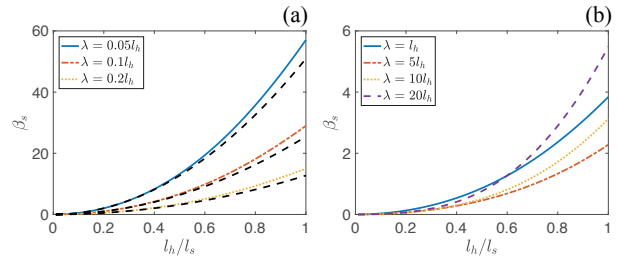 (a)
60
40
20
0
β_s
λ = 0.05l_h
λ = 0.1l_h
λ = 0.2l_h
0 0.2 0.4 0.6 0.8 1
l_h/l_s
(b)
6
4
2
0
β_s
λ = l_h
λ = 5l_h
λ = 10l_h
λ = 20l_h
0 0.2 0.4 0.6 0.8 1
l_h/l_s